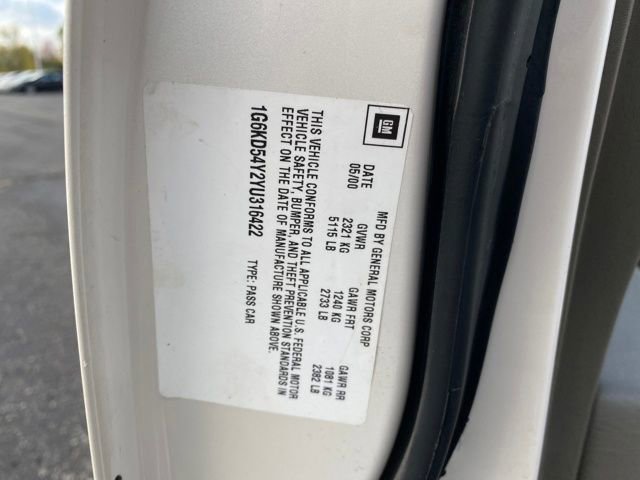 GM
MFD BY GENERAL MOTORS CORP
DATE GVWR GAWR FRT GAWR RR
05/00 2321 KG 1240 KG 1081 KG
5115 LB 2733 LB 2382 LB
THIS VEHICLE CONFORMS TO ALL APPLICABLE U.S. FEDERAL MOTOR
VEHICLE SAFETY, BUMPER, AND THEFT PREVENTION STANDARDS IN
EFFECT ON THE DATE OF MANUFACTURE SHOWN ABOVE.
1G6KD54Y2YU316422 TYPE: PASS CAR